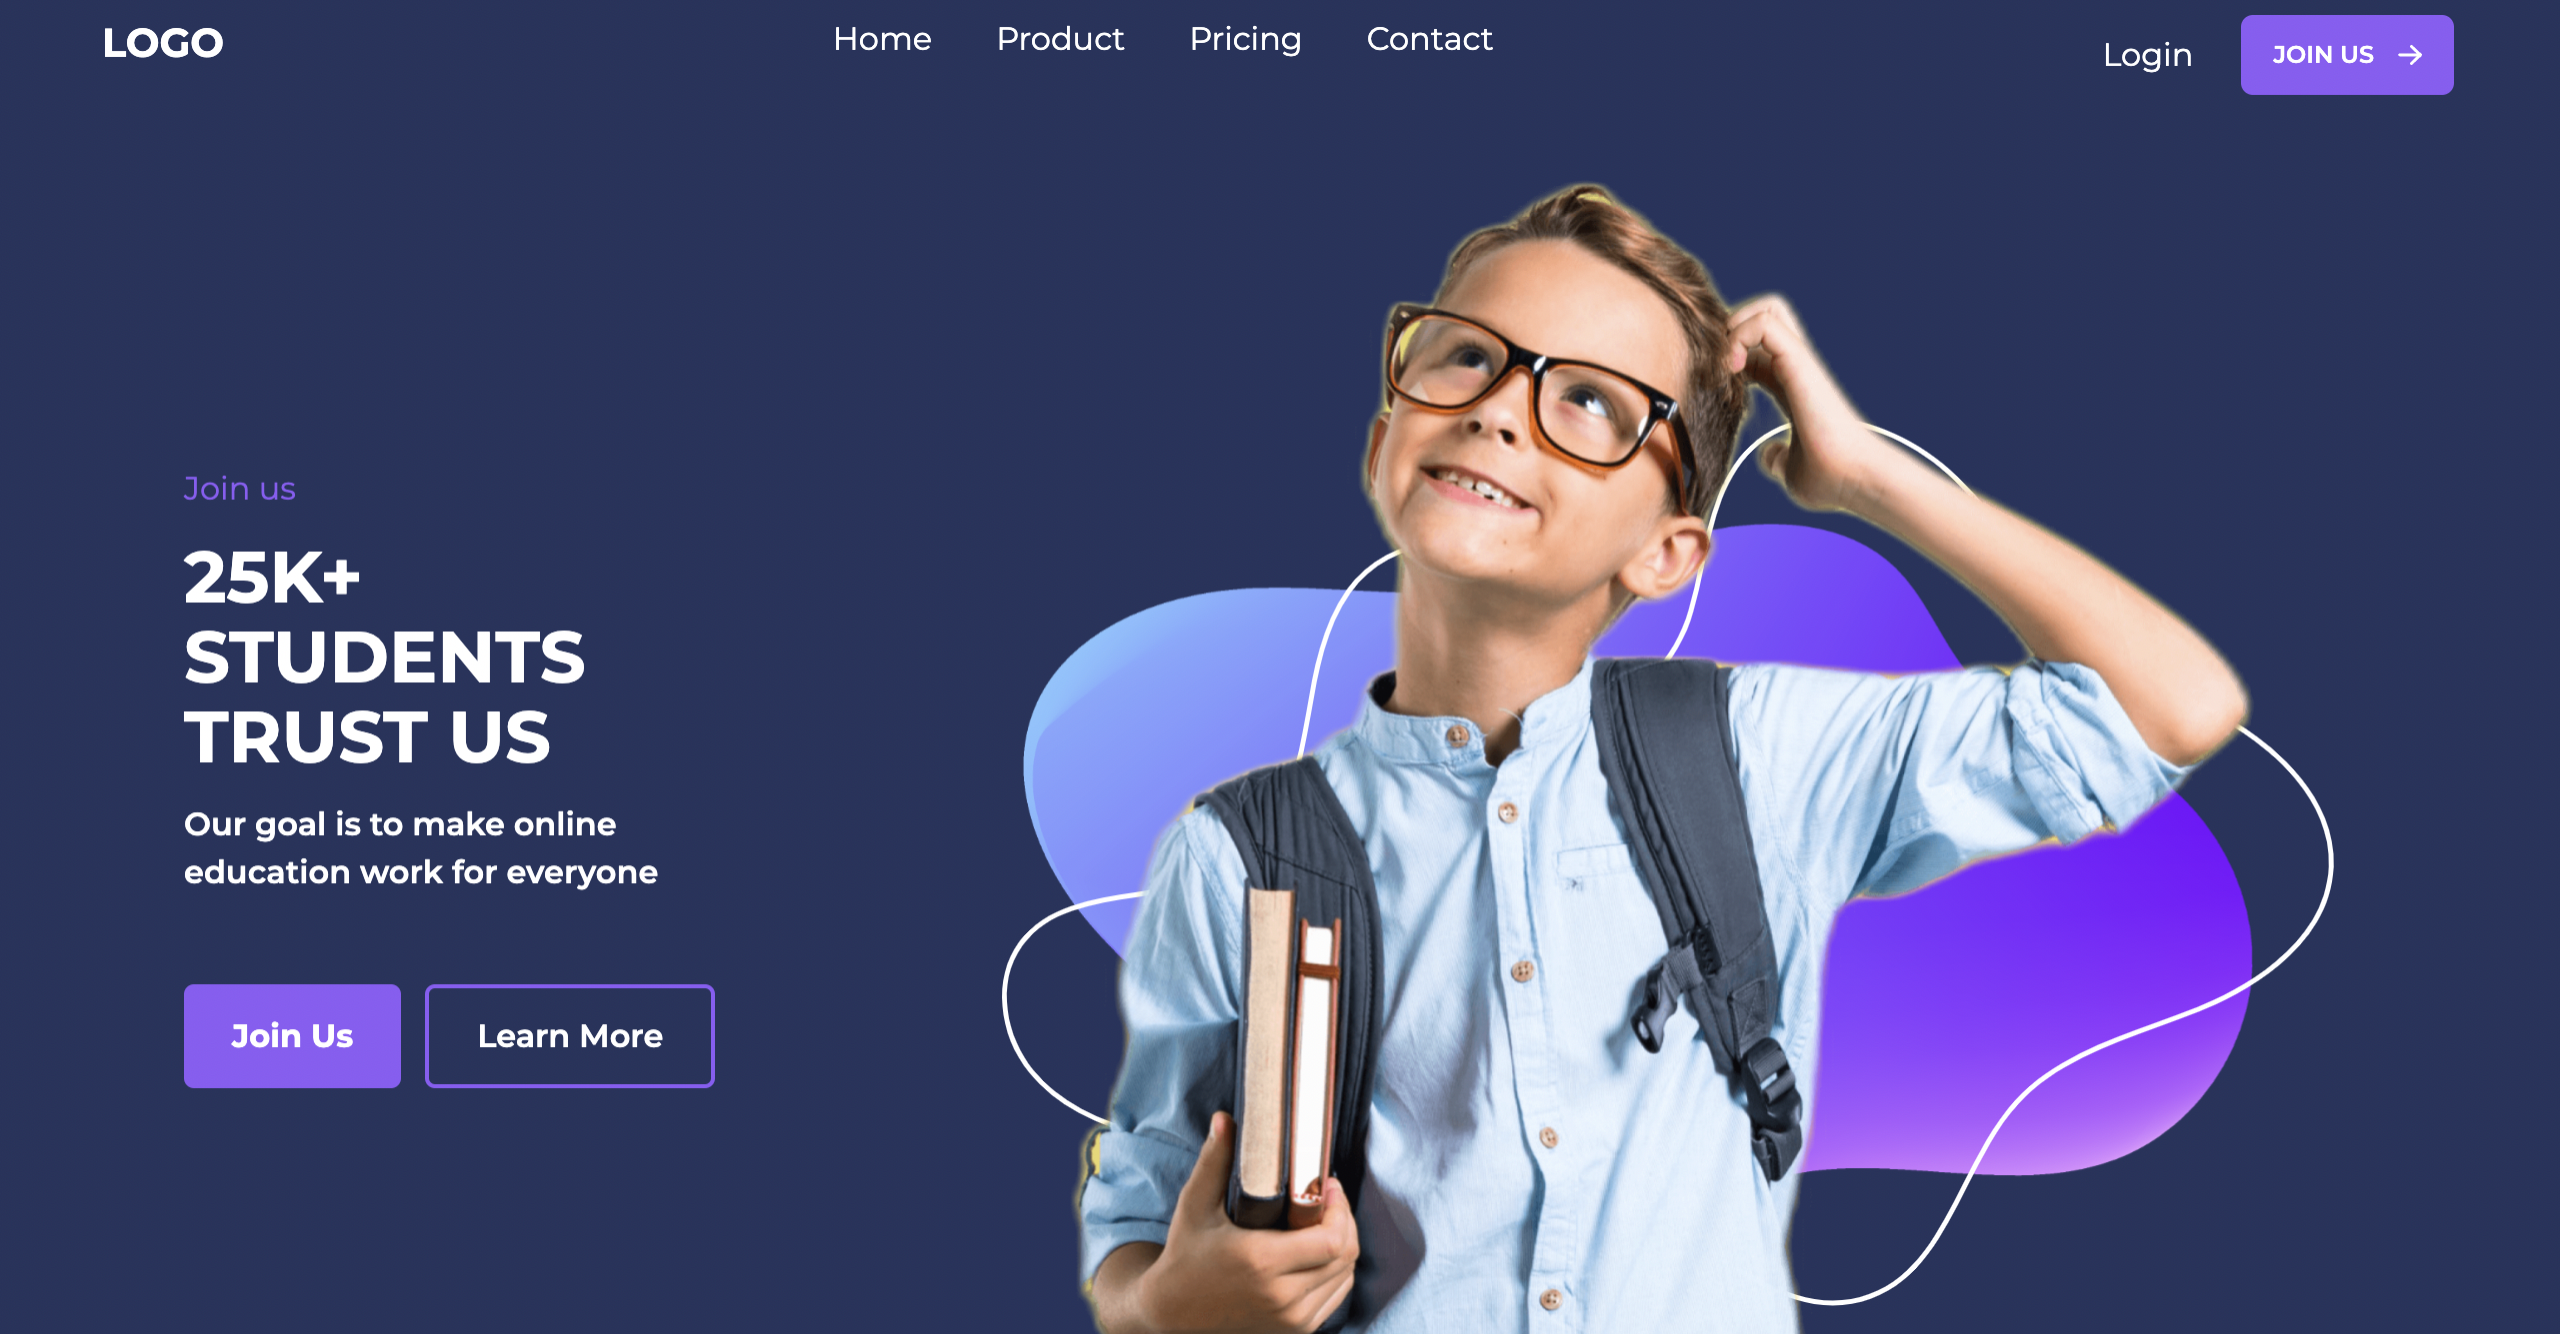 LOGO
Home Product Pricing Contact
Login
JOIN US
Join us
25K+
STUDENTS
TRUST US
Our goal is to make online
education work for everyone
Join Us
Learn More